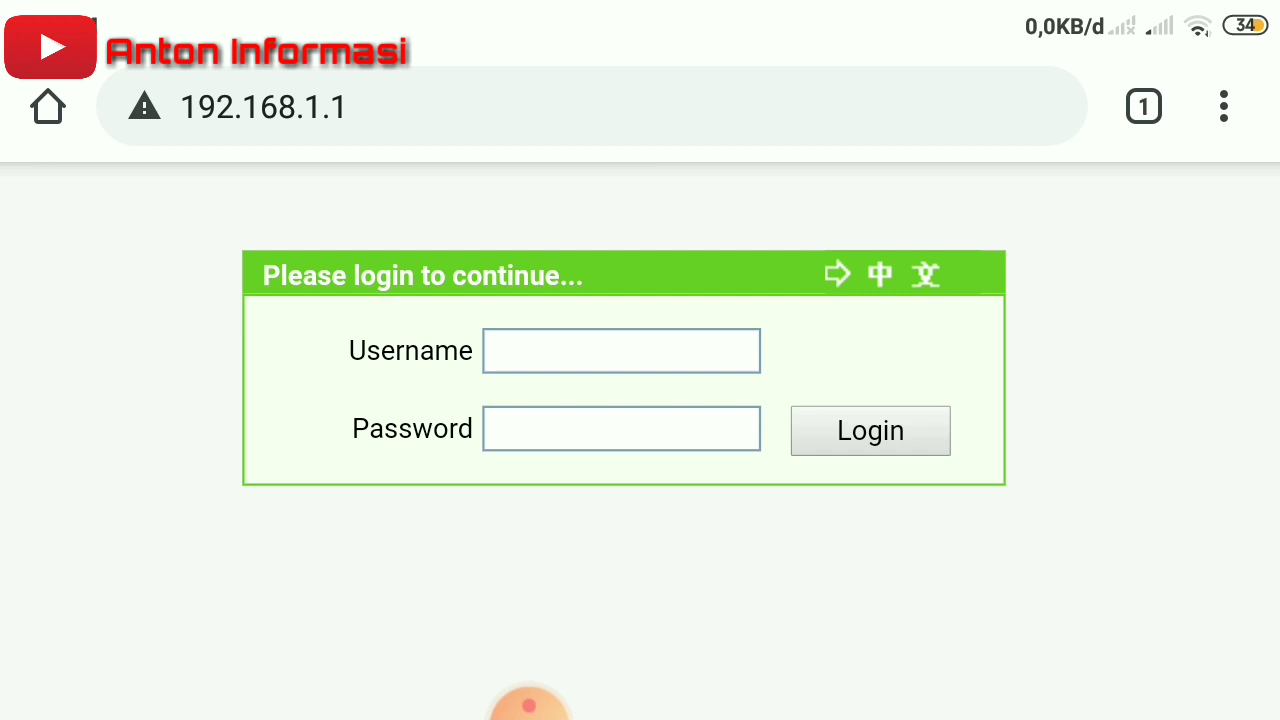 0,0KB/d
34
Anton Informasi
192.168.1.1
1
Please login to continue...
中文
Username
Password
Login